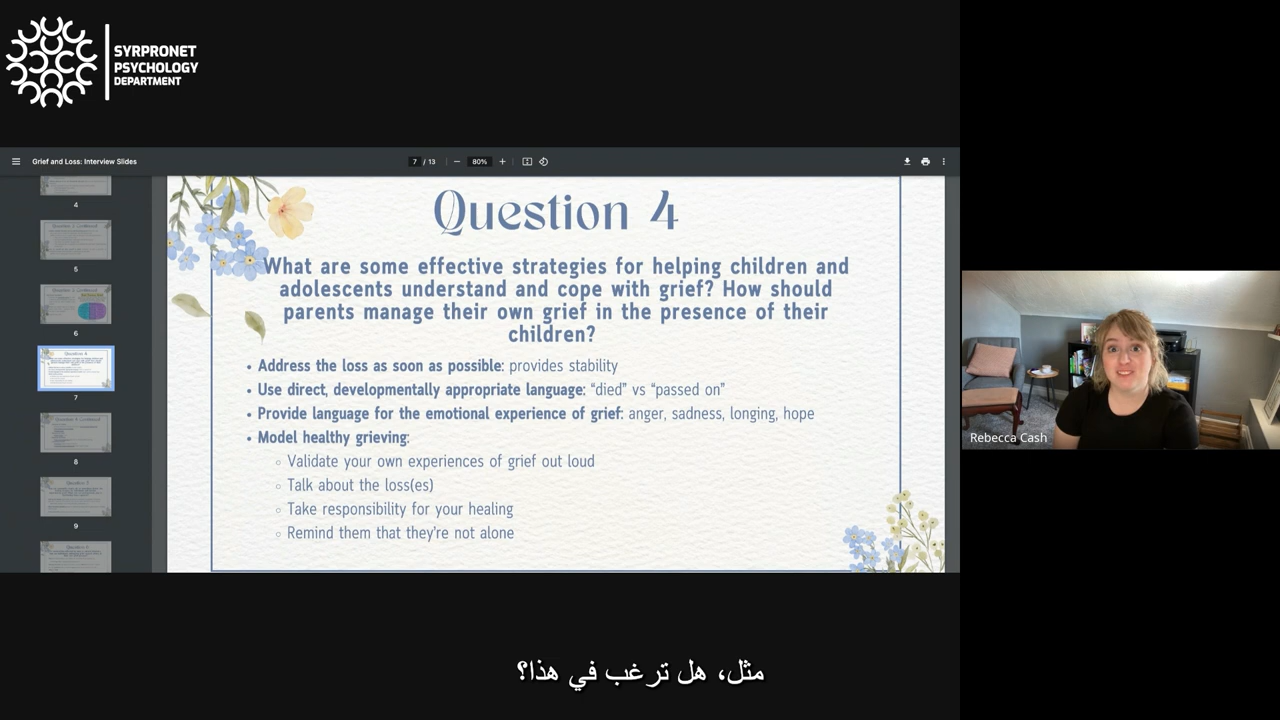 SYRPRONET
PSYCHOLOGY
DEPARTMENT
Grief and Loss: Interview Slides
7 / 13
80%
4
5
6
7
8
9
Question 4
What are some effective strategies for helping children and
adolescents understand and cope with grief? How should
parents manage their own grief in the presence of their
children?
• Address the loss as soon as possible: provides stability
• Use direct, developmentally appropriate language: “died” vs “passed on”
• Provide language for the emotional experience of grief: anger, sadness, longing, hope
• Model healthy grieving:
○ Validate your own experiences of grief out loud
○ Talk about the loss(es)
○ Take responsibility for your healing
○ Remind them that they're not alone
Rebecca Cash
مثل، هل ترغب في هذا؟